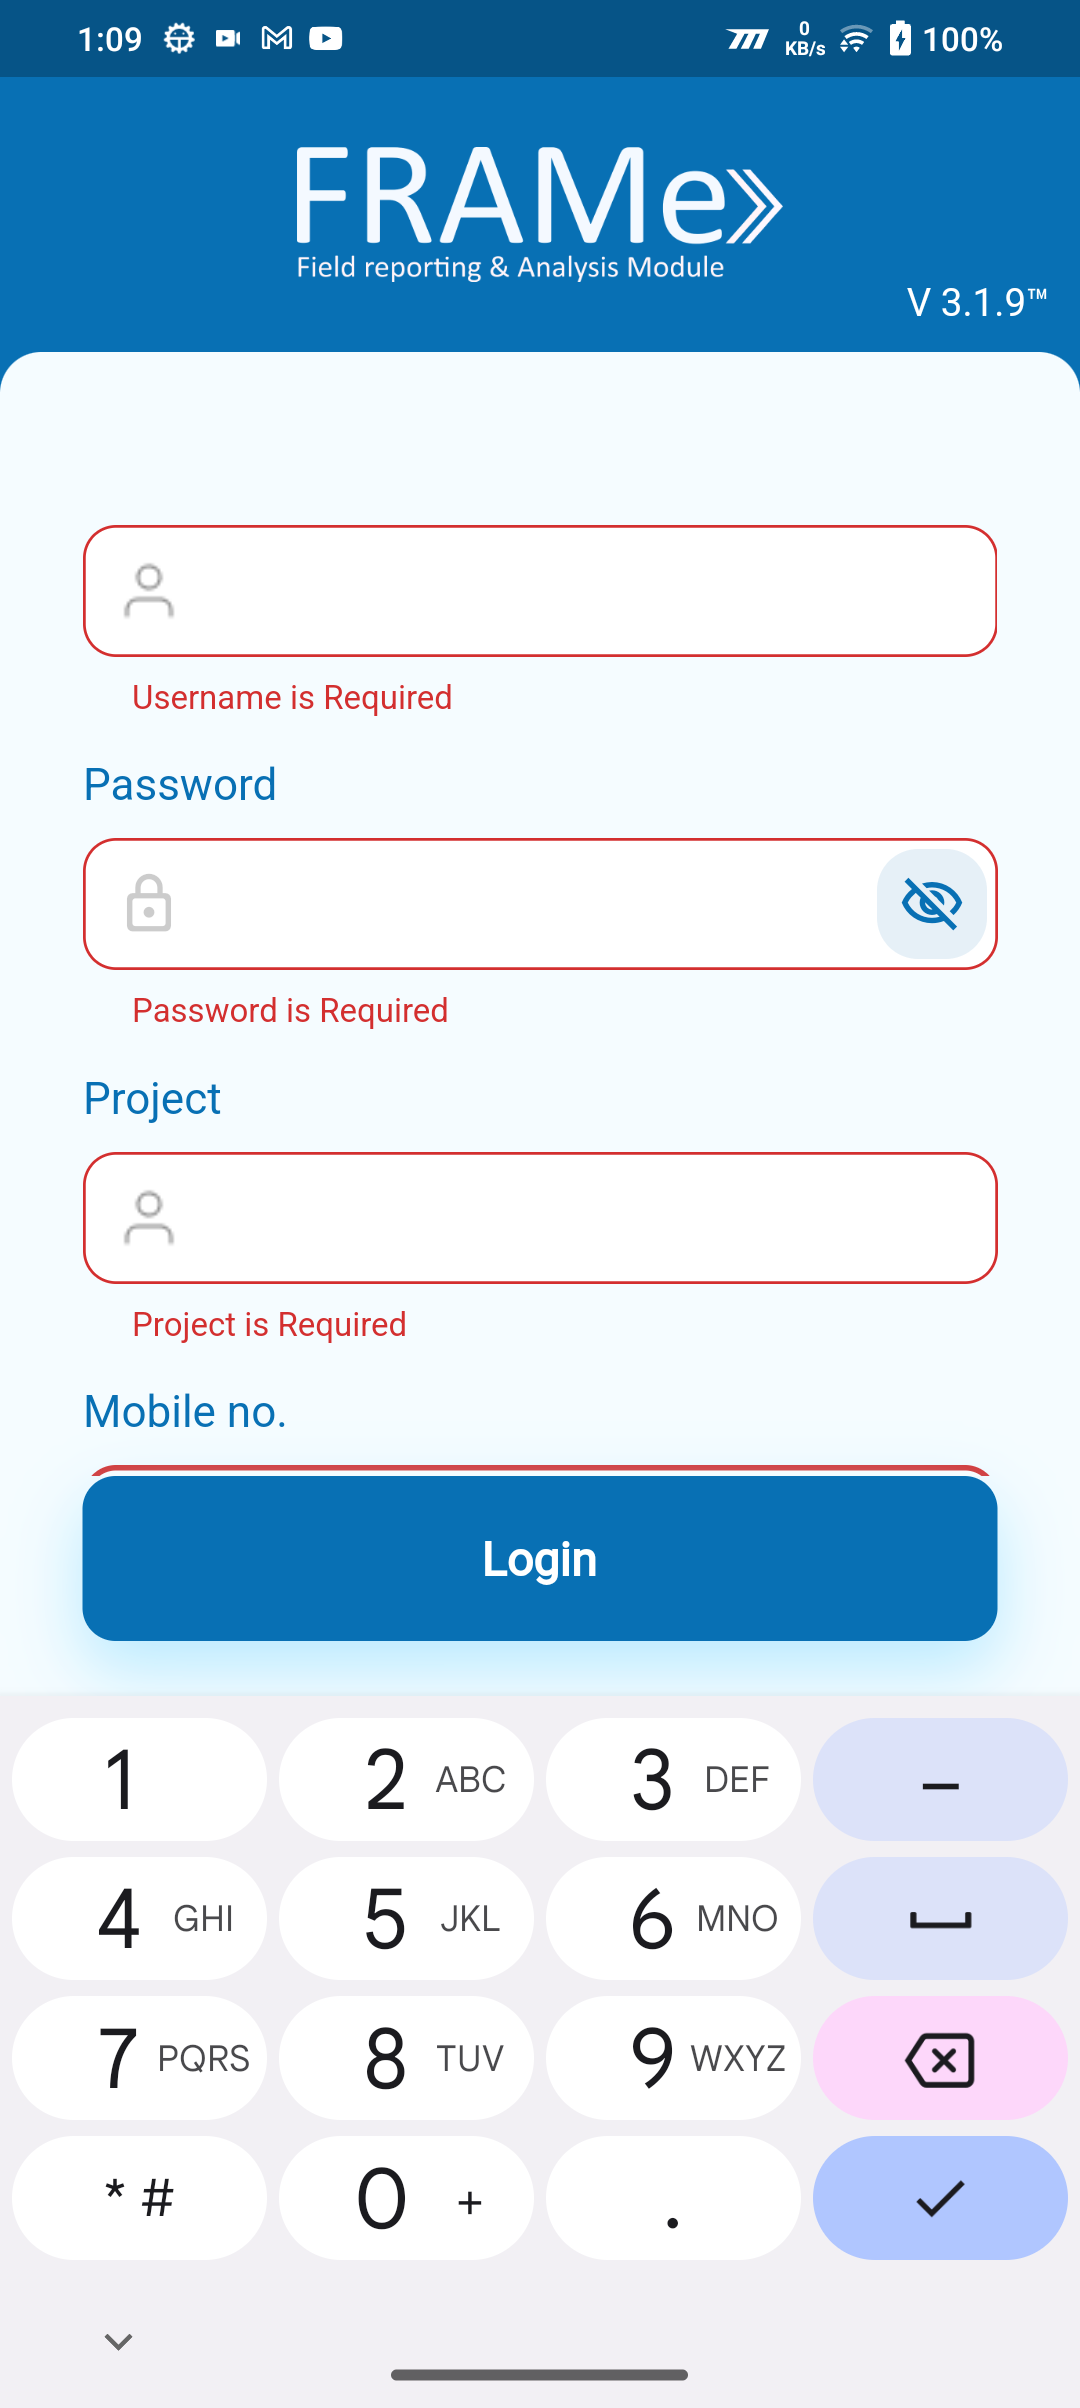 1:09
0 KB/s
100%
FRAMe
Field reporting & Analysis Module
V 3.1.9™
Username is Required
Password
Password is Required
Project
Project is Required
Mobile no.
Login
1
2 ABC
3 DEF
–
4 GHI
5 JKL
6 MNO
7 PQRS
8 TUV
9 WXYZ
* #
0 +
.